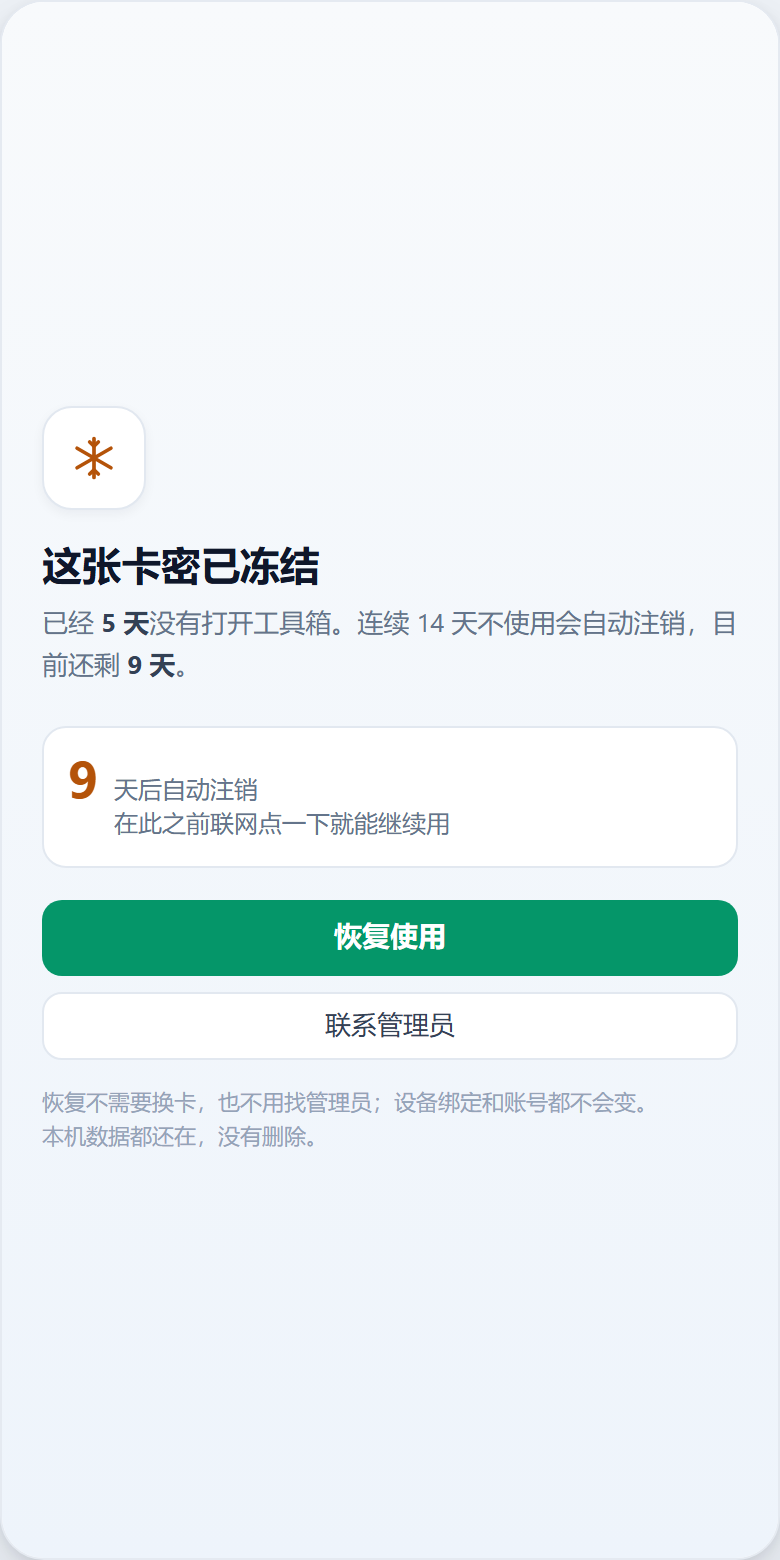 这张卡密已冻结
已经 5 天没有打开工具箱。连续 14 天不使用会自动注销，目
前还剩 9 天。
9 天后自动注销
在此之前联网点一下就能继续用
恢复使用
联系管理员
恢复不需要换卡，也不用找管理员；设备绑定和账号都不会变。
本机数据都还在，没有删除。